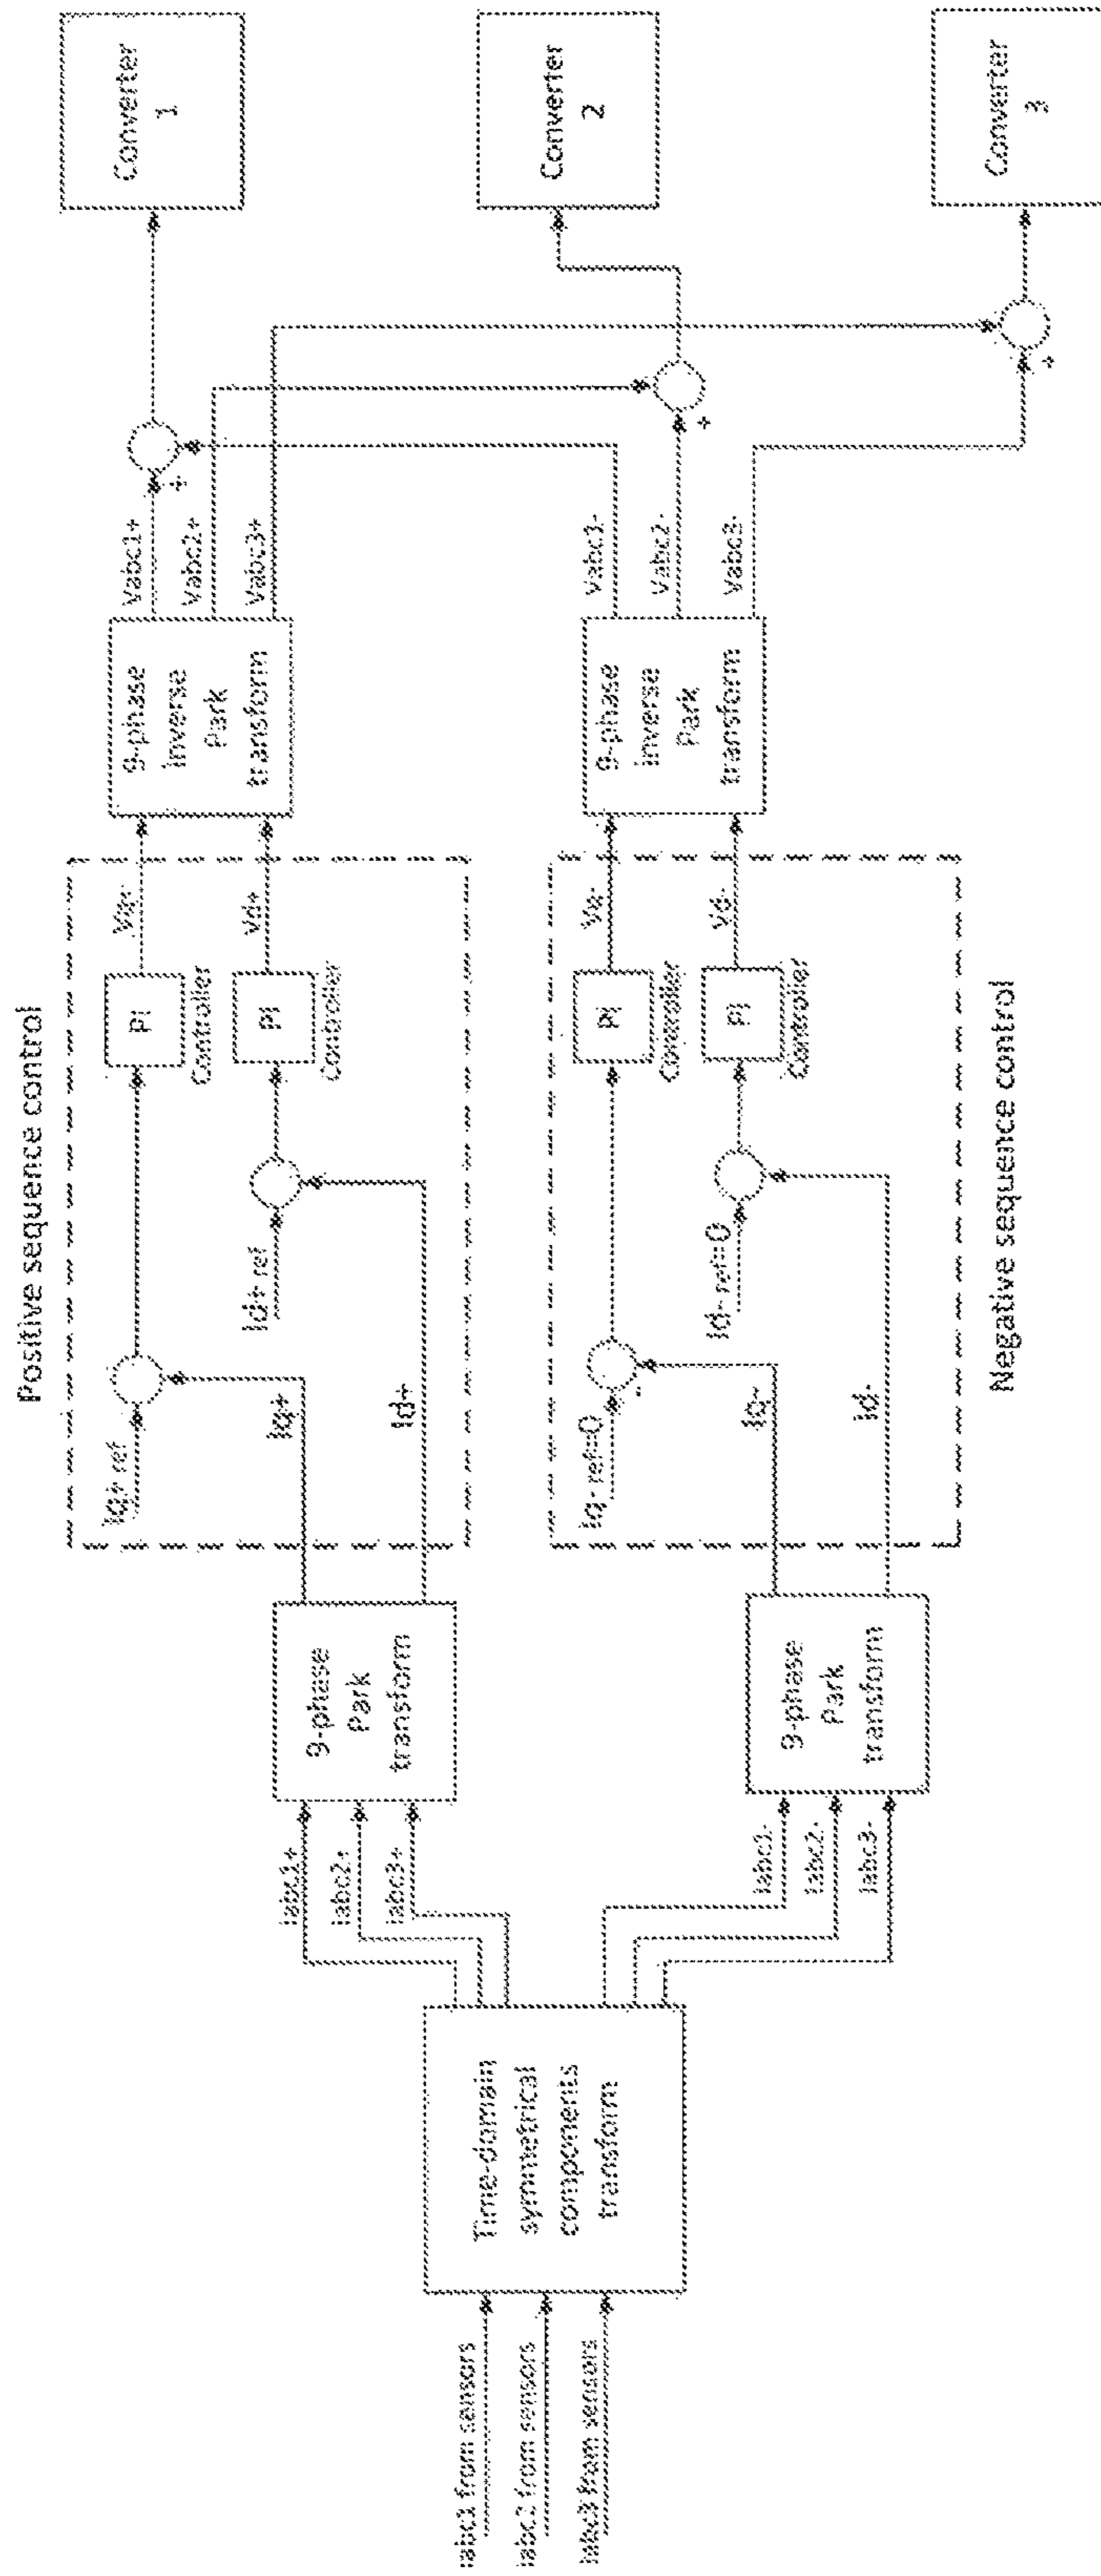 Iabc1 from sensors
Iabc2 from sensors
Iabc3 from sensors
Time-domain
symmetrical
components
transform
Iabc1+
Iabc2+
Iabc3+
Iabc1-
Iabc2-
Iabc3-
9-phase
Park
transform
9-phase
Park
transform
Positive sequence control
Iq+ ref
Iq+
Id+
Id+ ref
PI
Controller
PI
Controller
Vq-
Vd+
Iq- ref=0
-
Iq-
Id-
Id- ref=0
PI
Controller
PI
Controller
Vq-
Vd-
Negative sequence control
9-phase
Inverse
Park
transform
9-phase
Inverse
Park
transform
Vabc1+
Vabc2+
Vabc3+
Vabc1-
Vabc2-
Vabc3-
+
+
+
Converter
1
Converter
2
Converter
3